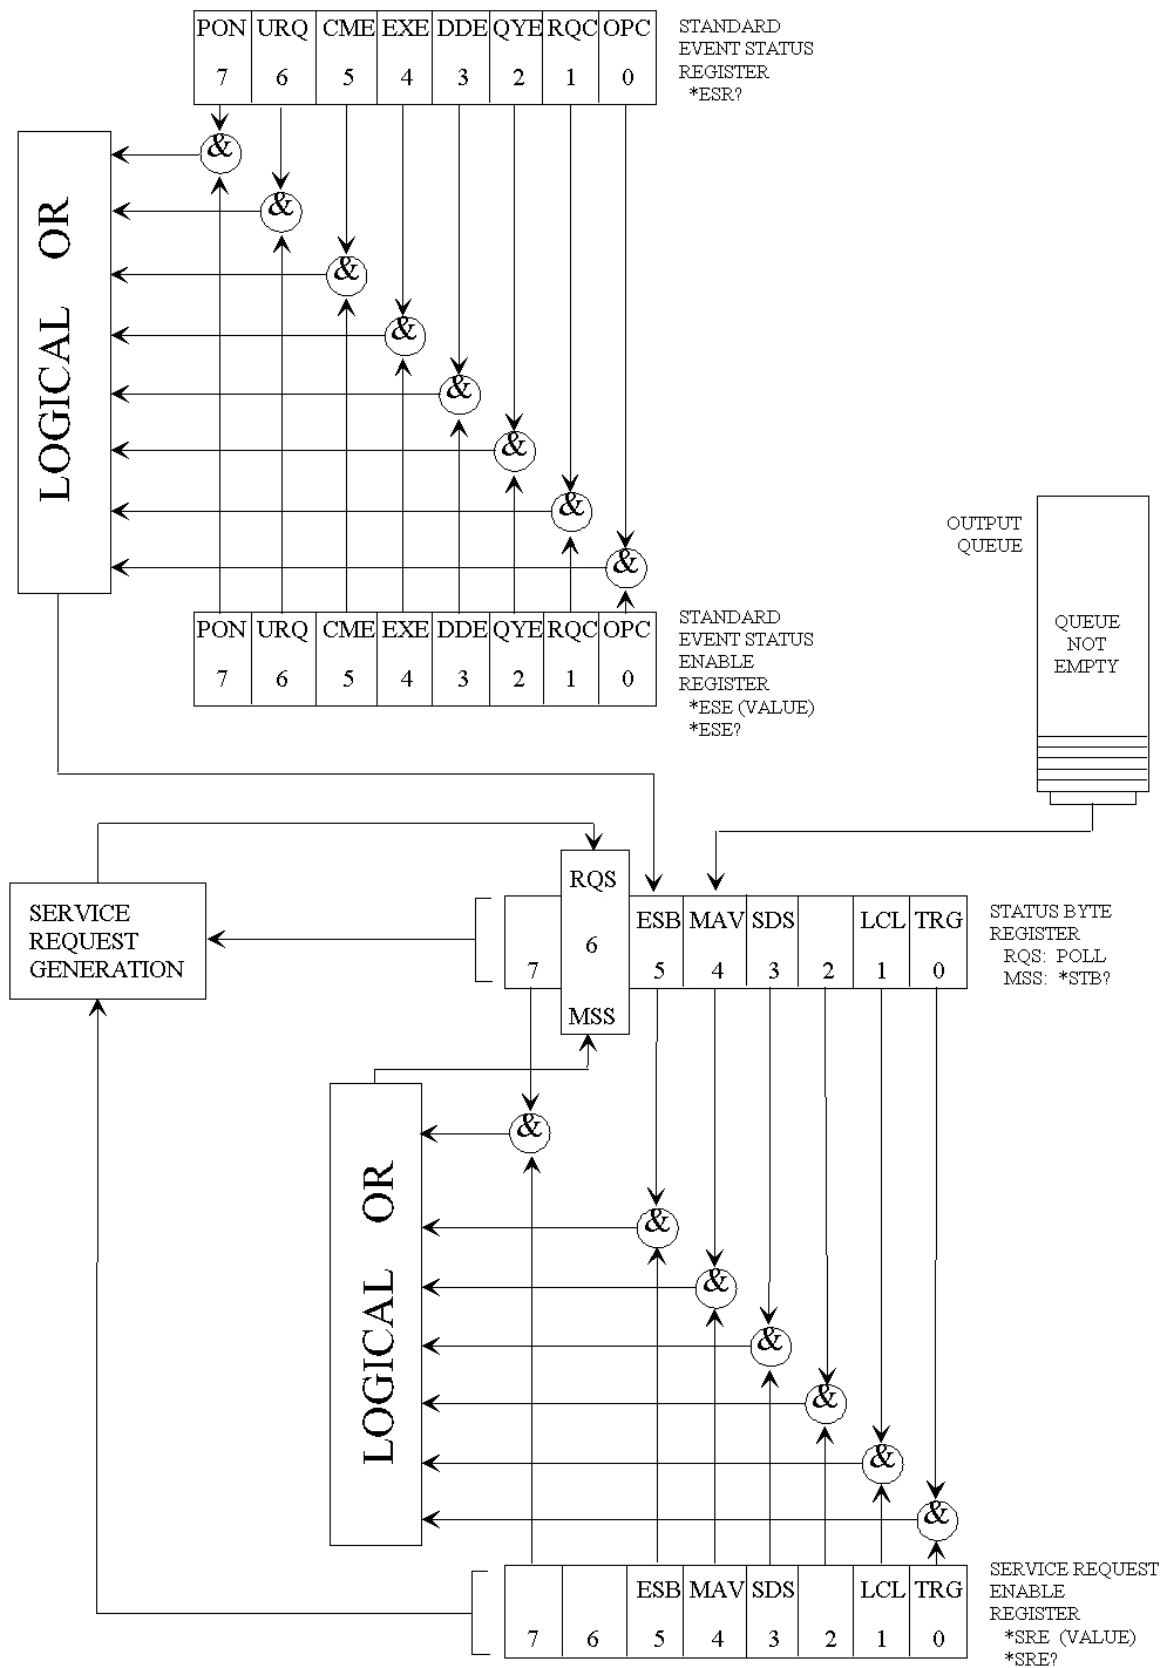 PON URQ CME EXE DDE QYE RQC OPC
7 6 5 4 3 2 1 0
STANDARD
EVENT STATUS
REGISTER
*ESR?
LOGICAL OR
&
&
&
&
&
&
&
&
PON URQ CME EXE DDE QYE RQC OPC
7 6 5 4 3 2 1 0
STANDARD
EVENT STATUS
ENABLE
REGISTER
*ESE (VALUE)
*ESE?
OUTPUT
QUEUE
QUEUE
NOT
EMPTY
SERVICE
REQUEST
GENERATION
RQS
ESB MAV SDS LCL TRG
7 6 5 4 3 2 1 0
MSS
STATUS BYTE
REGISTER
RQS: POLL
MSS: *STB?
LOGICAL OR
&
&
&
&
&
&
&
ESB MAV SDS LCL TRG
7 6 5 4 3 2 1 0
SERVICE REQUEST
ENABLE
REGISTER
*SRE (VALUE)
*SRE?